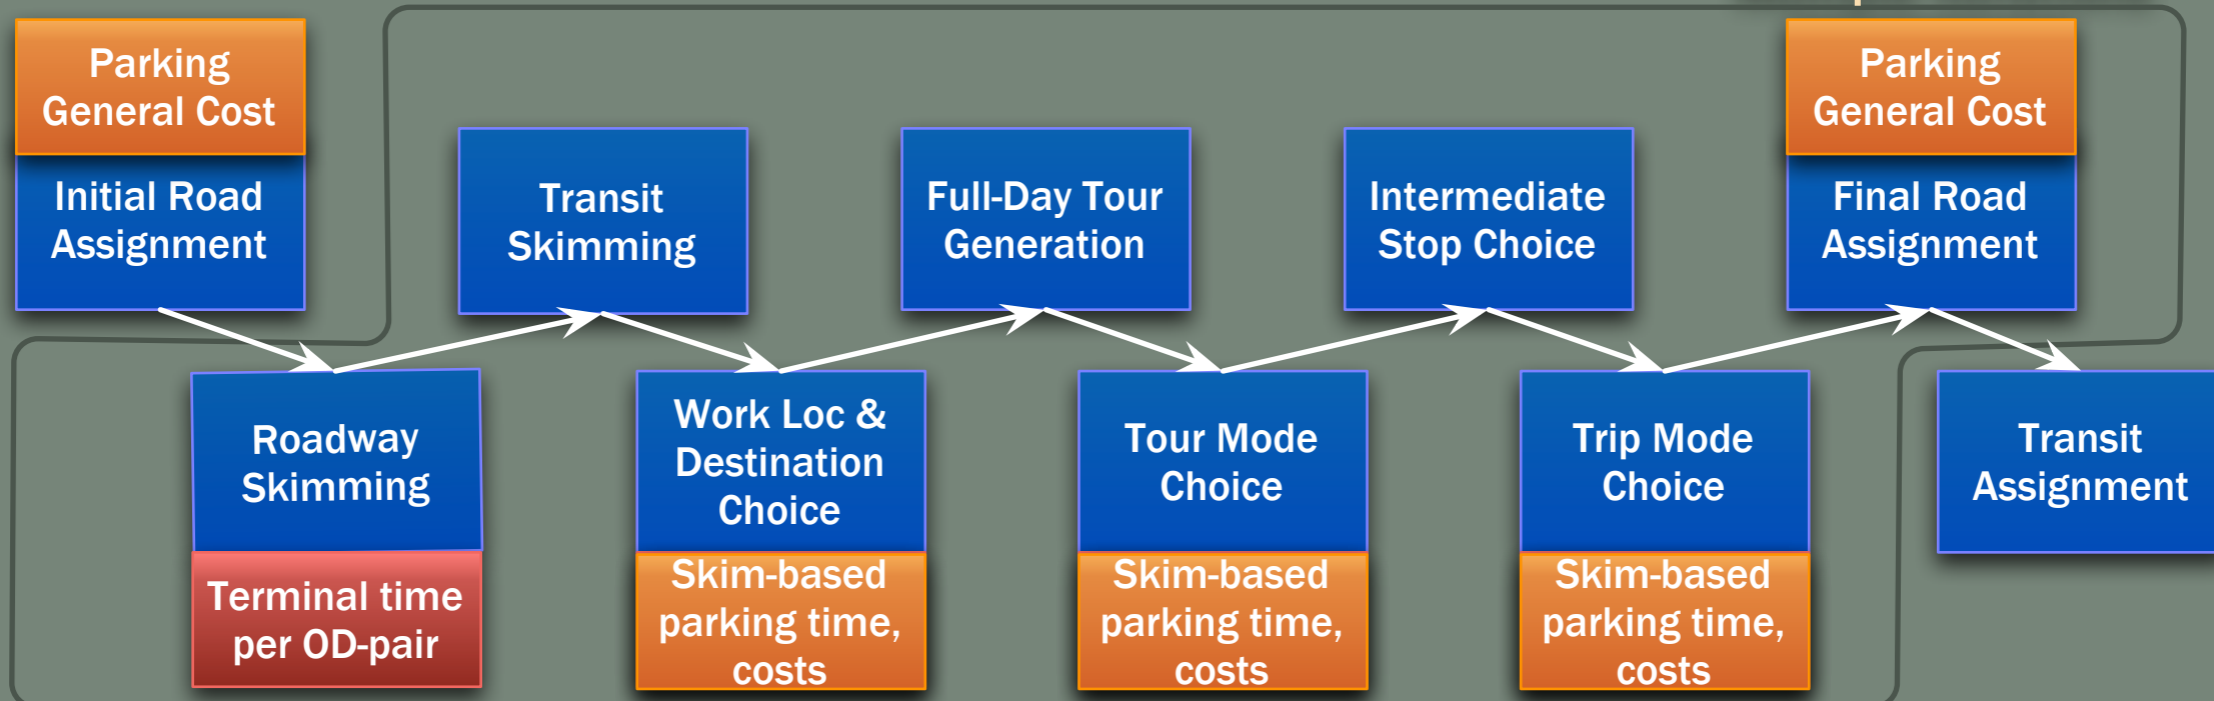 Parking
General Cost
Initial Road
Assignment
Roadway
Skimming
Terminal time
per OD-pair
Transit
Skimming
Work Loc &
Destination
Choice
Skim-based
parking time,
costs
Full-Day Tour
Generation
Tour Mode
Choice
Skim-based
parking time,
costs
Intermediate
Stop Choice
Trip Mode
Choice
Skim-based
parking time,
costs
Parking
General Cost
Final Road
Assignment
Transit
Assignment